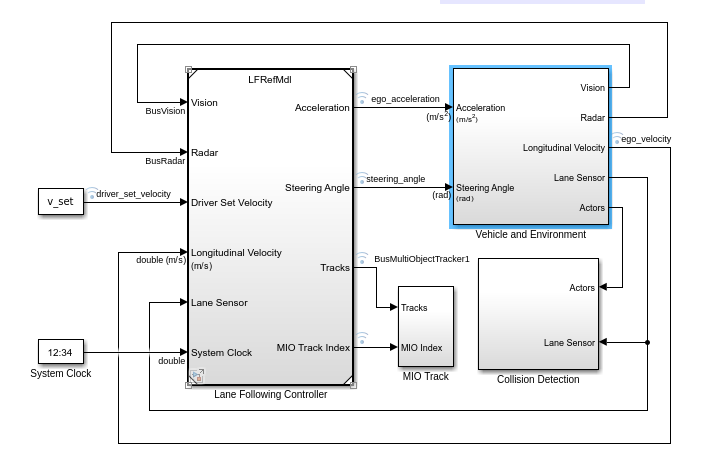 LFRefMdl
Vision
BusVision
Radar
BusRadar
v_set
driver_set_velocity
Driver Set Velocity
double (m/s)
Longitudinal Velocity
(m/s)
Lane Sensor
12:34
System Clock
double
System Clock
Lane Following Controller
Acceleration
ego_acceleration
(m/s²)
Steering Angle
steering_angle
(rad)
Tracks
BusMultiObjectTracker1
MIO Track Index
Tracks
MIO Index
MIO Track
Acceleration
(m/s²)
Steering Angle
(rad)
Vision
Radar
Longitudinal Velocity
ego_velocity
Lane Sensor
Actors
Vehicle and Environment
Actors
Lane Sensor
Collision Detection